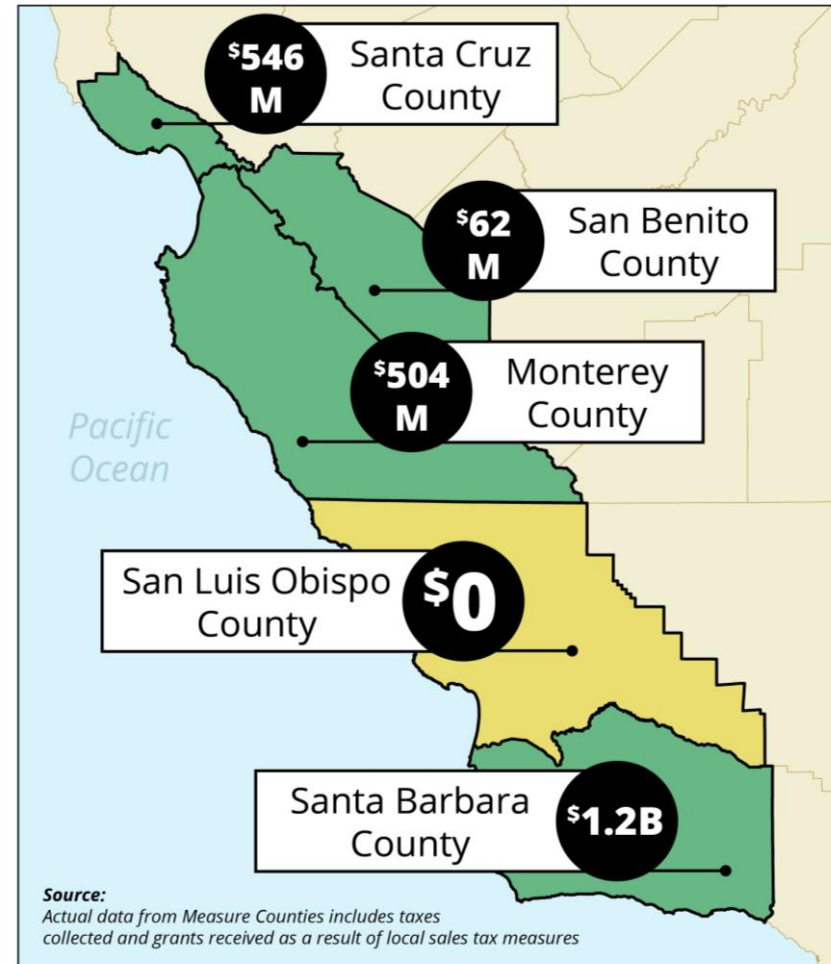 $546
M
Santa Cruz
County
$62
M
San Benito
County
$504
M
Monterey
County
Pacific
Ocean
San Luis Obispo
County
$0
Santa Barbara
County
$1.2B
Source:
Actual data from Measure Counties includes taxes
collected and grants received as a result of local sales tax measures